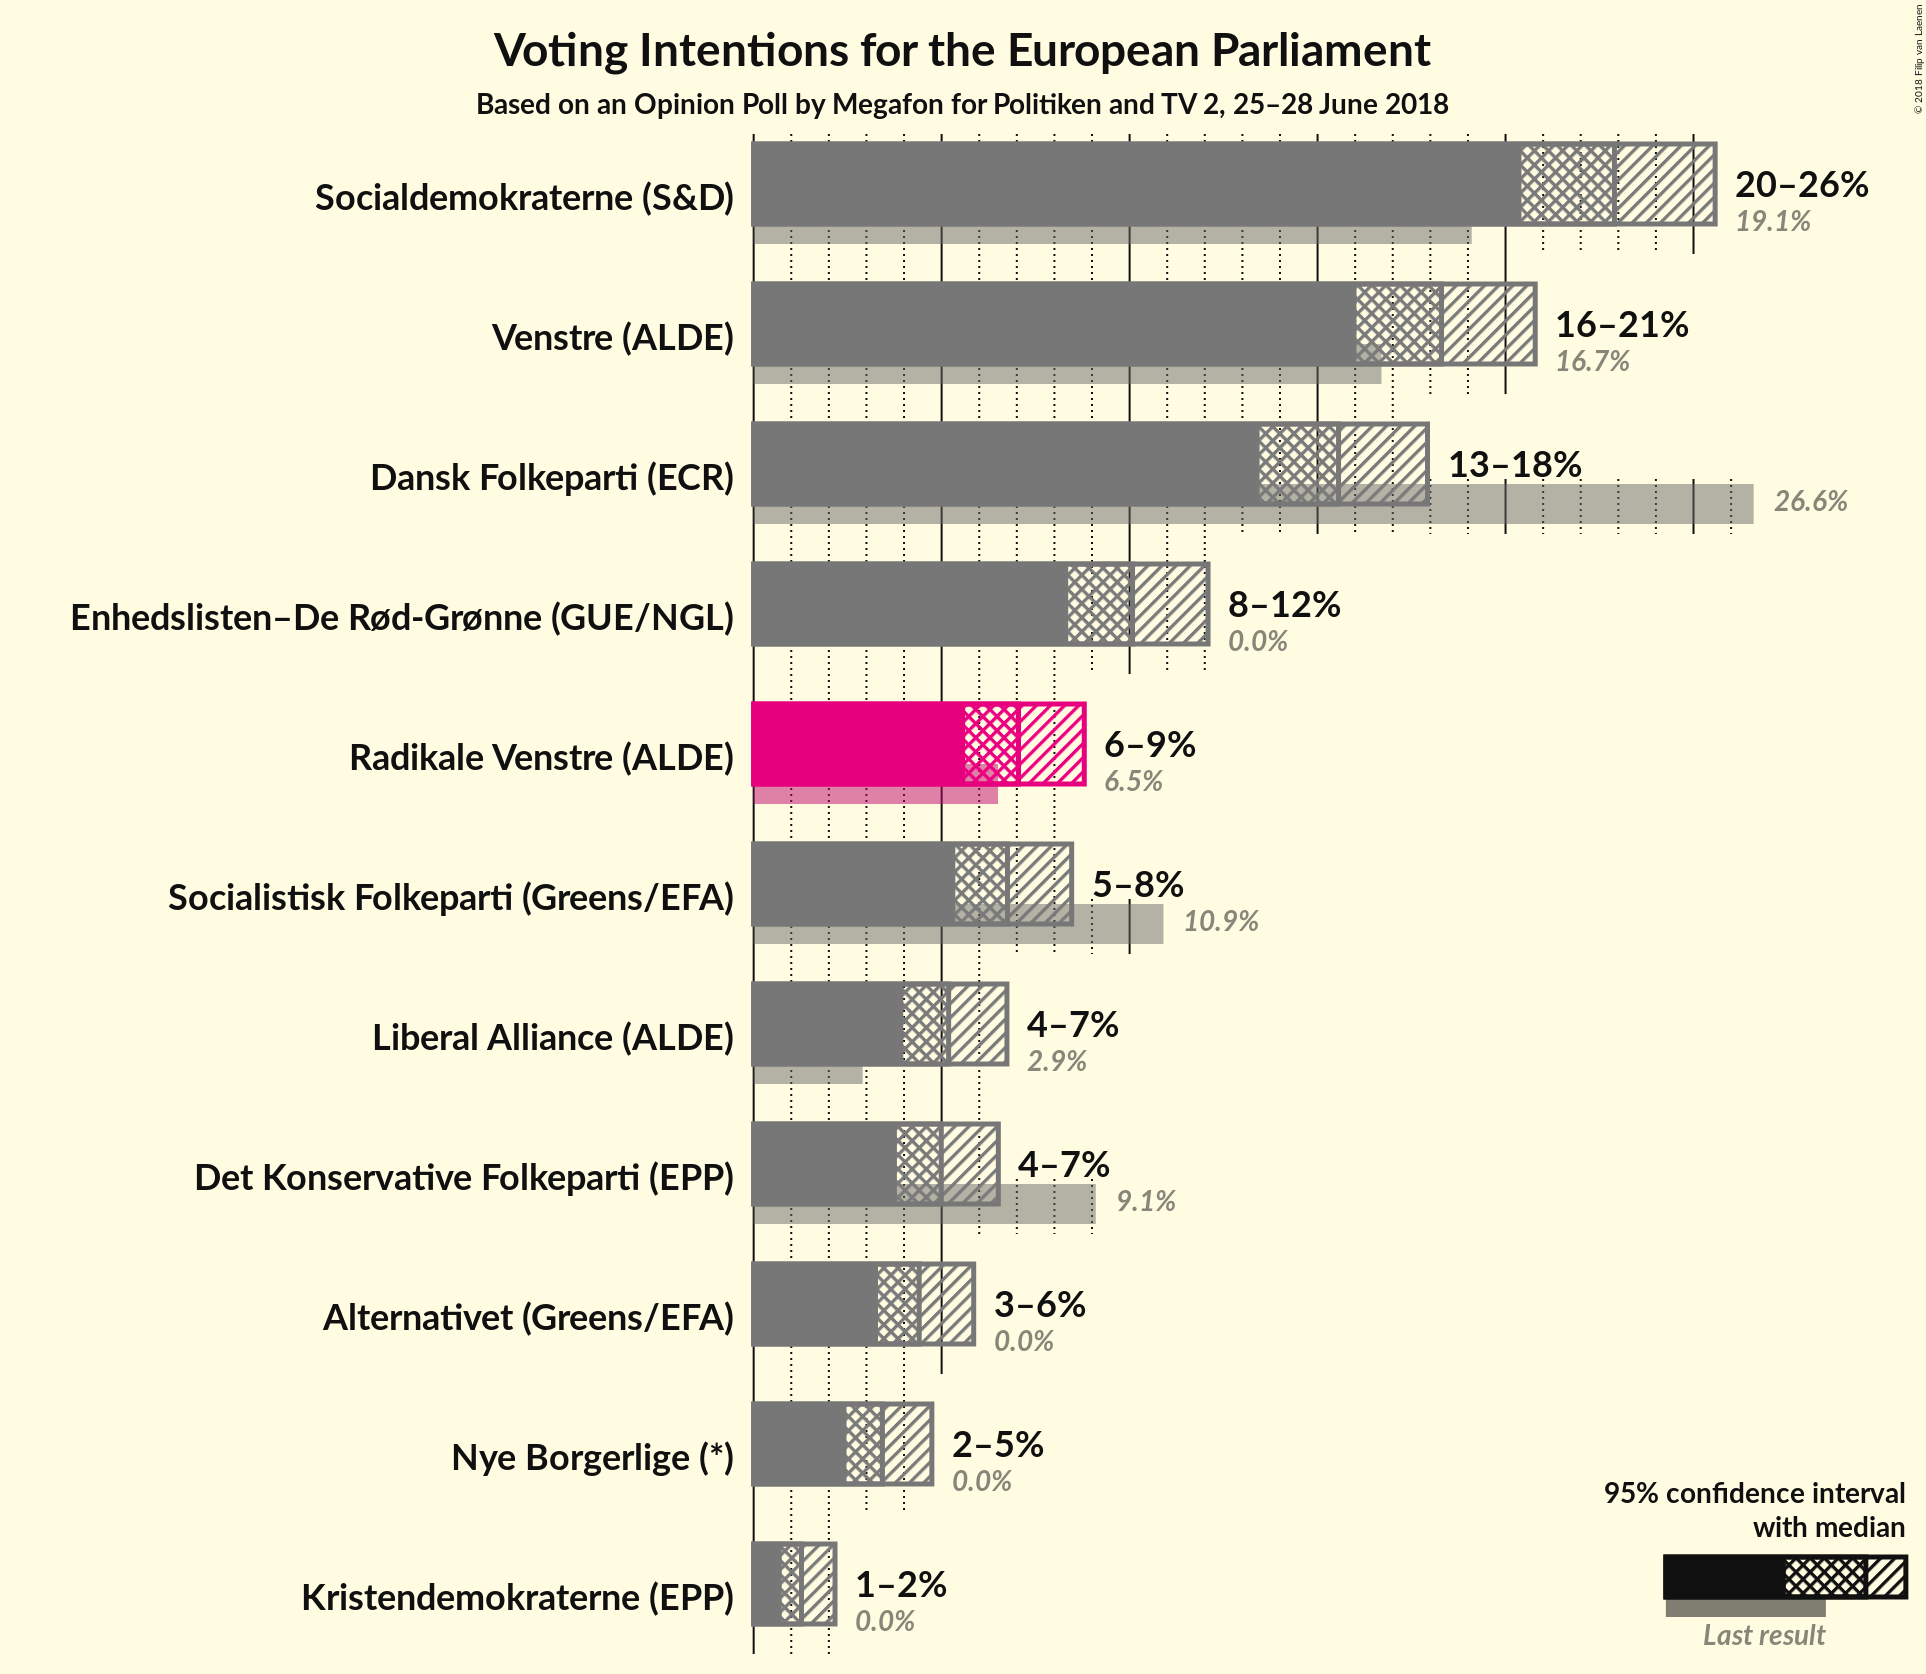 Voting Intentions for the European Parliament
Based on an Opinion Poll by Megafon for Politiken and TV 2, 25–28 June 2018
© 2018 Filip van Laenen
Socialdemokraterne (S&D)
20–26%
19.1%
Venstre (ALDE)
16–21%
16.7%
Dansk Folkeparti (ECR)
13–18%
26.6%
Enhedslisten–De Rød-Grønne (GUE/NGL)
8–12%
0.0%
Radikale Venstre (ALDE)
6–9%
6.5%
Socialistisk Folkeparti (Greens/EFA)
5–8%
10.9%
Liberal Alliance (ALDE)
4–7%
2.9%
Det Konservative Folkeparti (EPP)
4–7%
9.1%
Alternativet (Greens/EFA)
3–6%
0.0%
Nye Borgerlige (*)
2–5%
0.0%
Kristendemokraterne (EPP)
1–2%
0.0%
95% confidence interval
with median
Last result